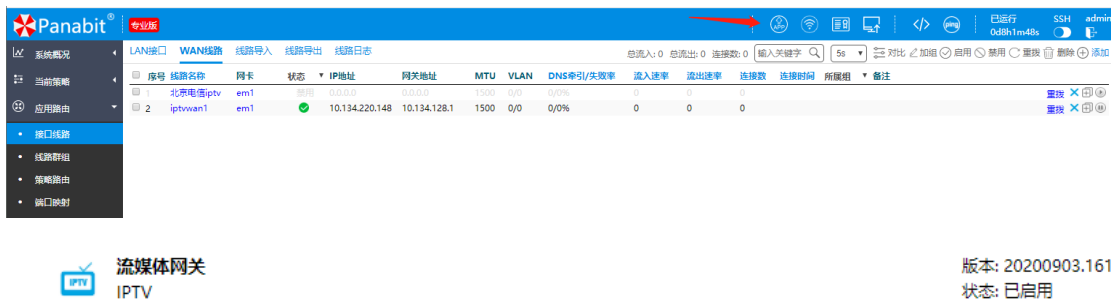 Panabit® 专业版 APP </> ping 已运行 SSH admin
0d8h1m48s
系统概况 LAN接口 WAN线路 线路导入 线路导出 线路日志 总流入: 0 总流出: 0 连接数: 0 输入关键字 5s 对比 加组 启用 禁用 重拨 删除 添加
当前策略 序号 线路名称 网卡 状态 IP地址 网关地址 MTU VLAN DNS牵引/失效率 流入速率 流出速率 连接数 连接时间 所属组 备注
1 北京电信iptv em1 禁用 0.0.0.0 0.0.0.0 1500 0/0 0/0% 0 0 0 重拨
应用路由 2 iptvwan1 em1 10.134.220.148 10.134.128.1 1500 0/0 0/0% 0 0 0 重拨
• 接口线路
• 线路群组
• 策略路由
• 端口映射
IPTV 流媒体网关 版本: 20200903.161
IPTV 状态: 已启用